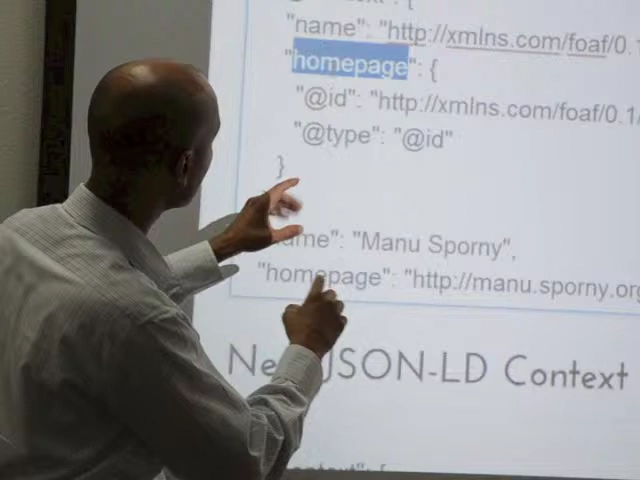 "name": "http://xmlns.com/foaf/0.1
"homepage": {
"@id": "http://xmlns.com/foaf/0.1/
"@type": "@id"
}
"Manu Sporny",
"homepage": "http://manu.sporny.org
JSON-LD Context